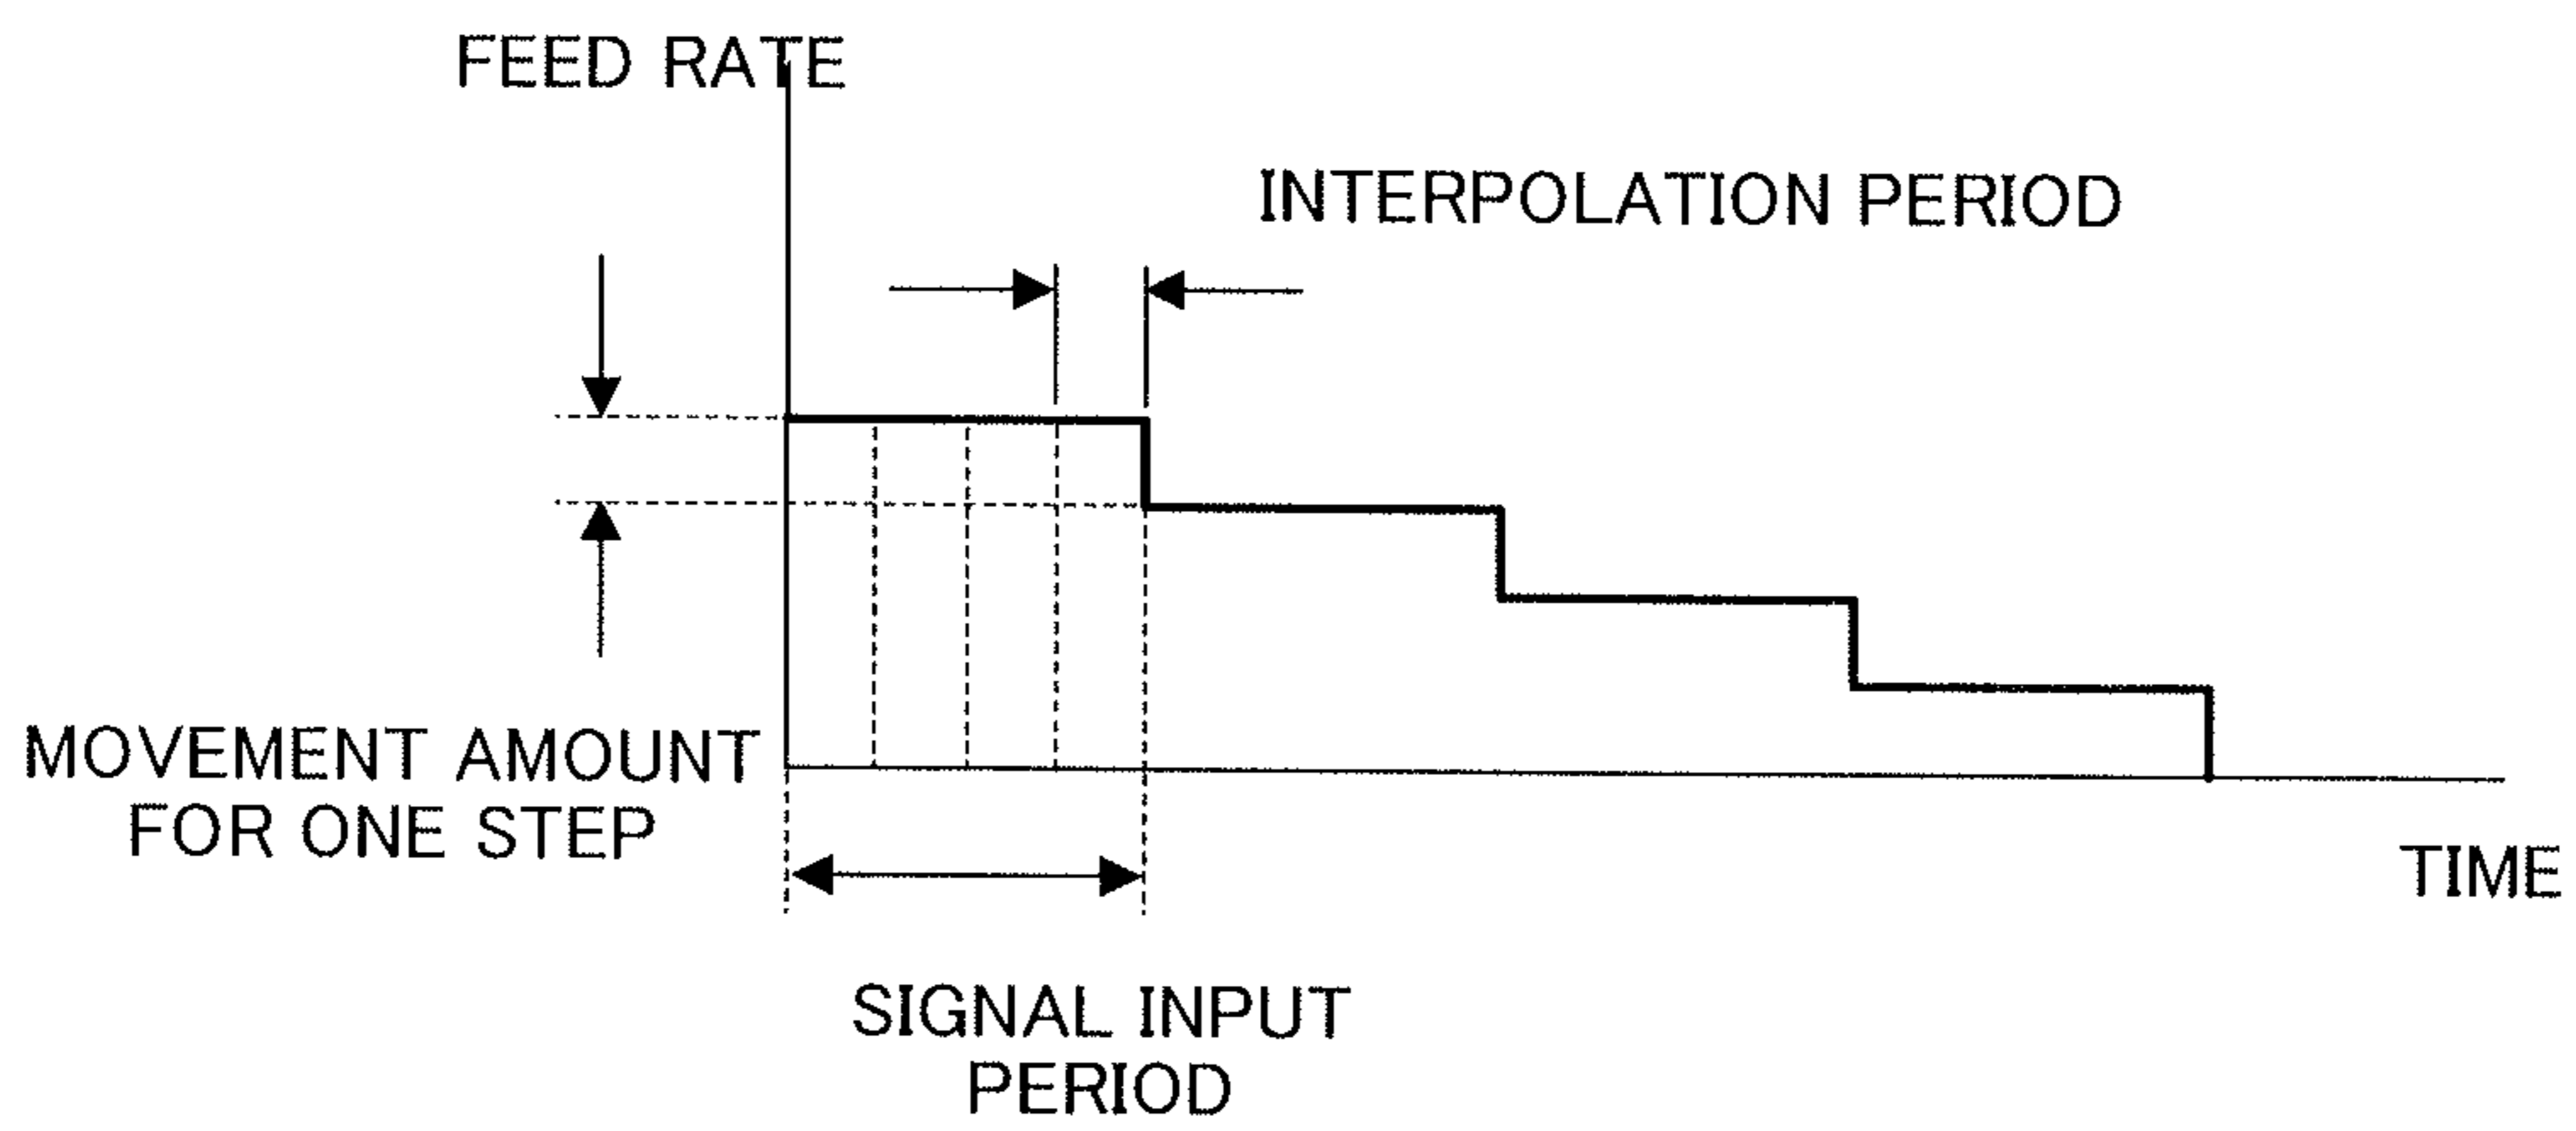 FEED RATE
INTERPOLATION PERIOD
MOVEMENT AMOUNT
FOR ONE STEP
TIME
SIGNAL INPUT
PERIOD